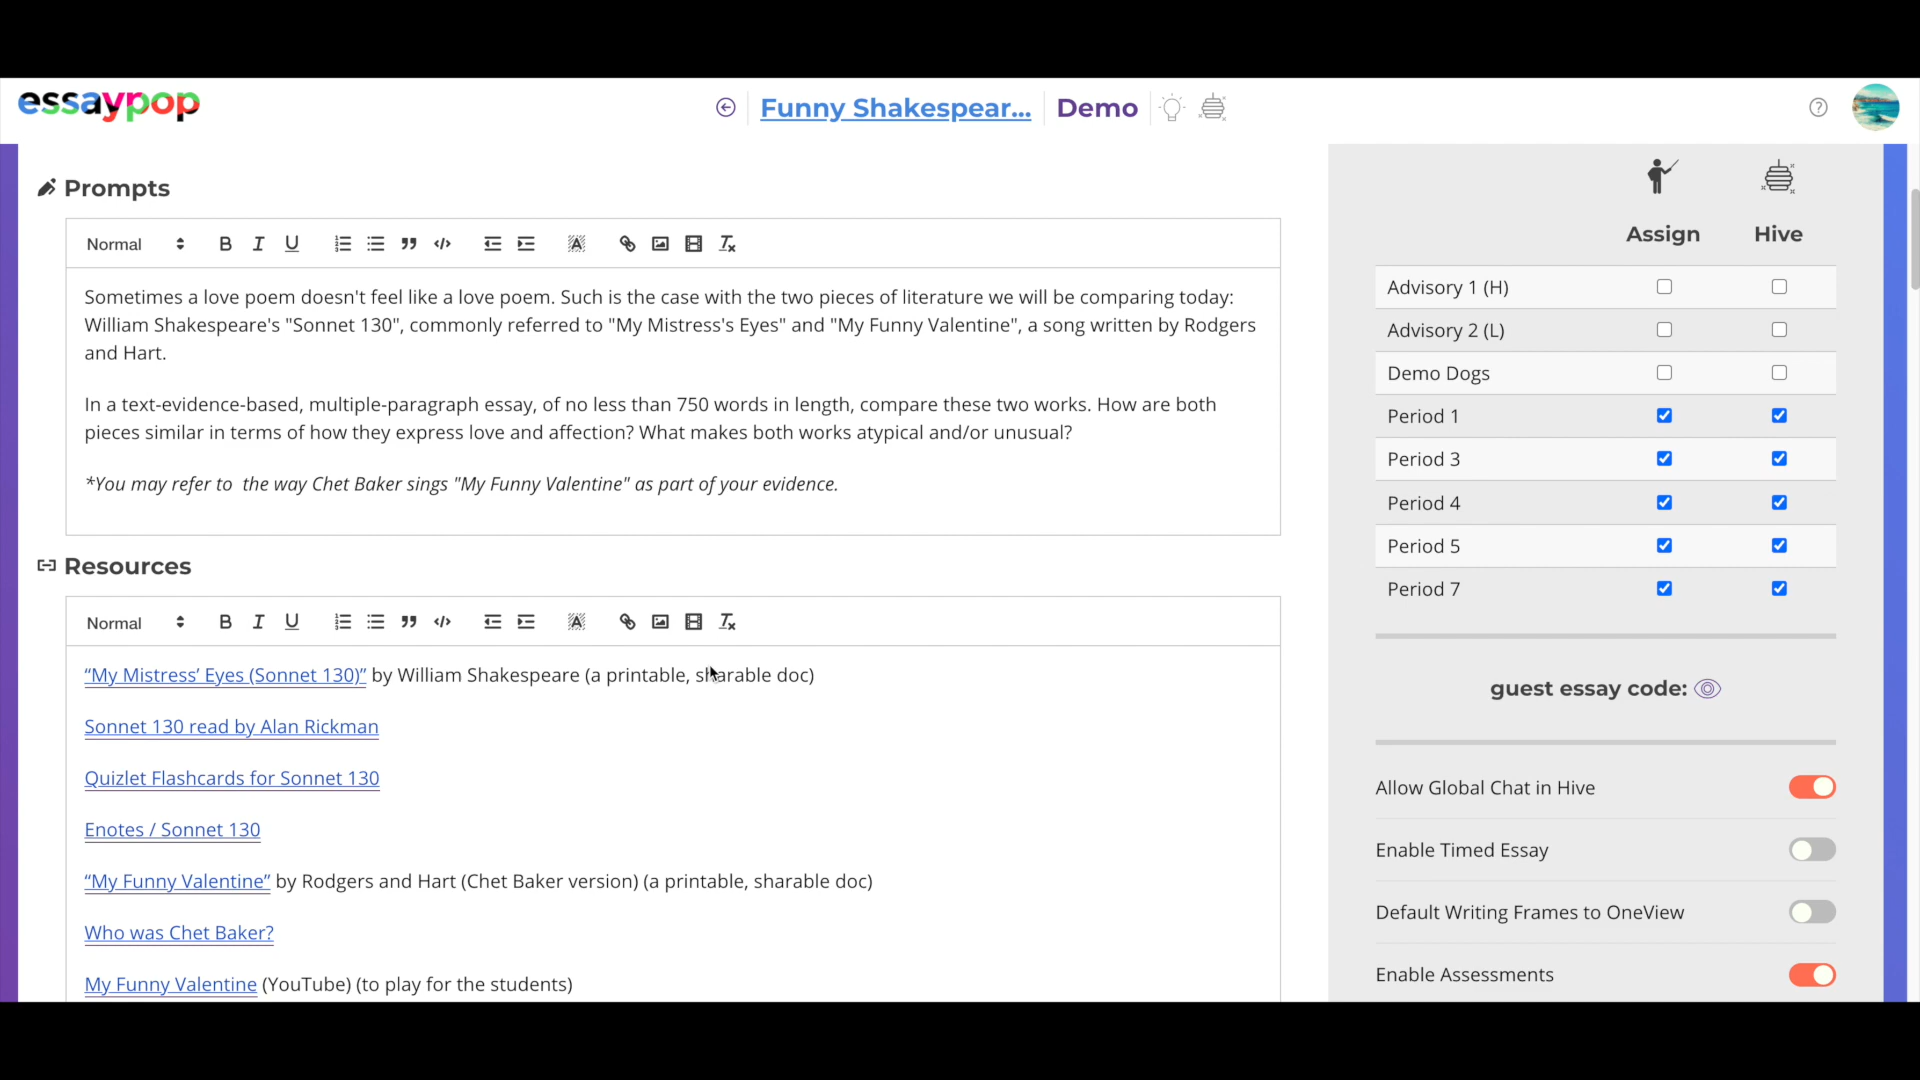 essaypop
Funny Shakespear...
Demo
Prompts
Normal
Sometimes a love poem doesn't feel like a love poem. Such is the case with the two pieces of literature we will be comparing today:
William Shakespeare's "Sonnet 130", commonly referred to "My Mistress's Eyes" and "My Funny Valentine", a song written by Rodgers
and Hart.
In a text-evidence-based, multiple-paragraph essay, of no less than 750 words in length, compare these two works. How are both
pieces similar in terms of how they express love and affection? What makes both works atypical and/or unusual?
*You may refer to  the way Chet Baker sings "My Funny Valentine" as part of your evidence.
Resources
Normal
“My Mistress’ Eyes (Sonnet 130)” by William Shakespeare (a printable, sharable doc)
Sonnet 130 read by Alan Rickman
Quizlet Flashcards for Sonnet 130
Enotes / Sonnet 130
“My Funny Valentine” by Rodgers and Hart (Chet Baker version) (a printable, sharable doc)
Who was Chet Baker?
My Funny Valentine (YouTube) (to play for the students)
Assign Hive
Advisory 1 (H)
Advisory 2 (L)
Demo Dogs
Period 1
Period 3
Period 4
Period 5
Period 7
guest essay code:
Allow Global Chat in Hive
Enable Timed Essay
Default Writing Frames to OneView
Enable Assessments